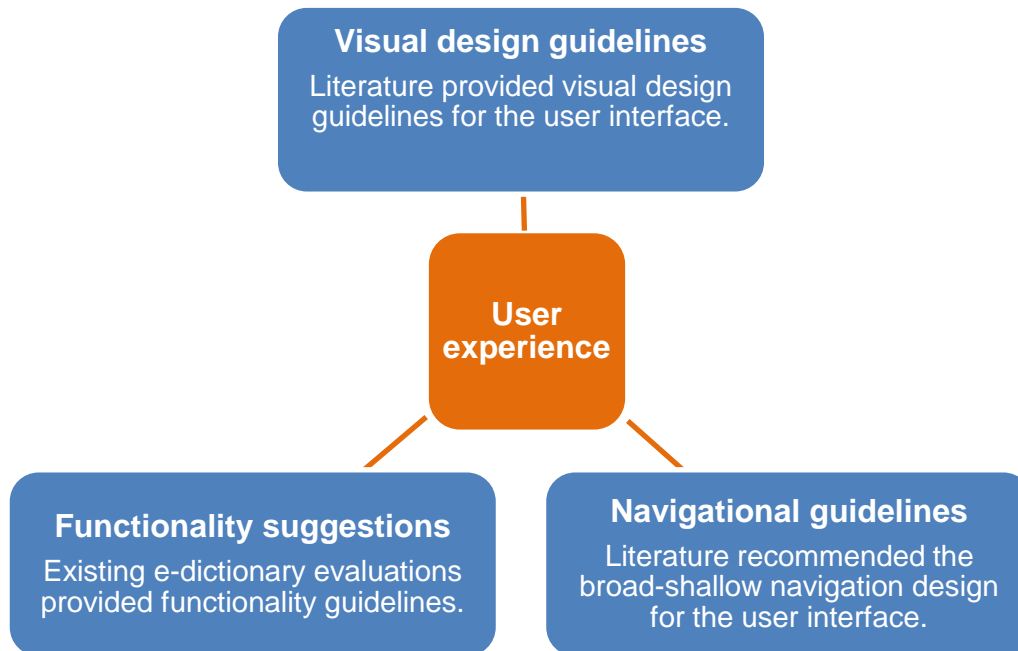 Visual design guidelines
Literature provided visual design
guidelines for the user interface.
User
experience
Functionality suggestions
Existing e-dictionary evaluations
provided functionality guidelines.
Navigational guidelines
Literature recommended the
broad-shallow navigation design
for the user interface.